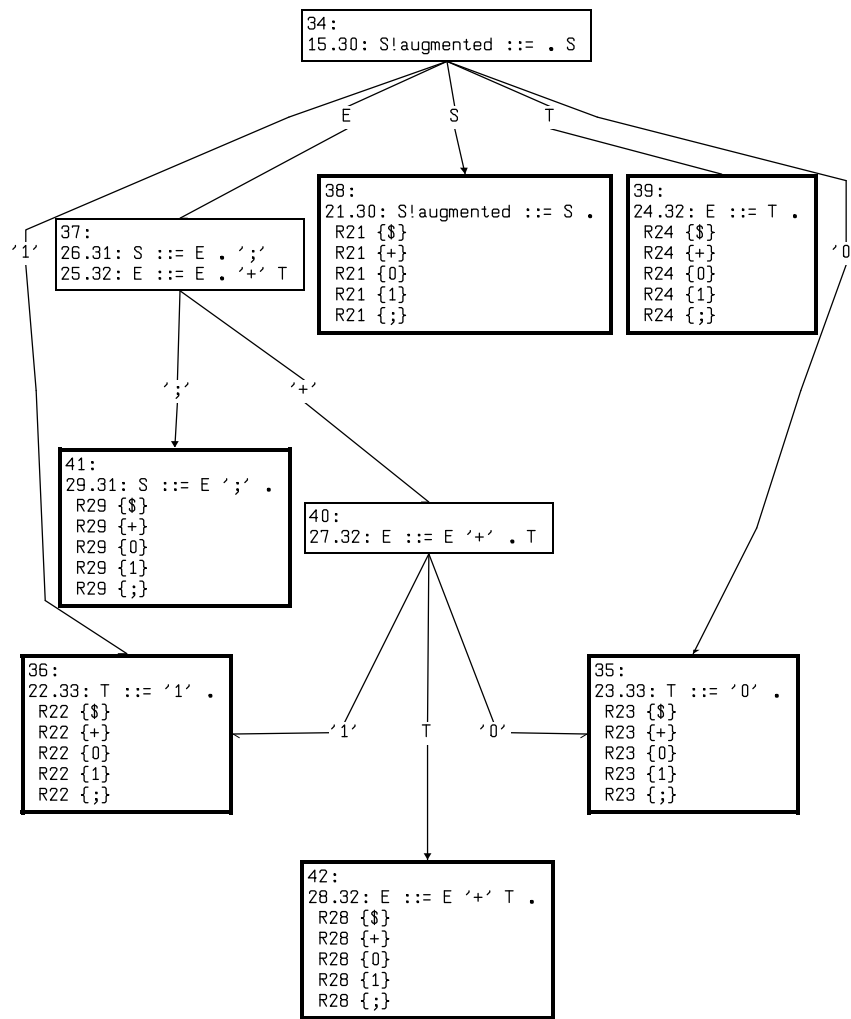 34:
15.30: S!augmented ::= . S
E
S
T
38:
21.30: S!augmented ::= S .
R21 {$}
R21 {+}
R21 {0}
R21 {1}
R21 {;}
39:
24.32: E ::= T .
R24 {$}
R24 {+}
R24 {0}
R24 {1}
R24 {;}
37:
26.31: S ::= E . ';'
25.32: E ::= E . '+' T
'1'
'0
';'
'+'
41:
29.31: S ::= E ';' .
R29 {$}
R29 {+}
R29 {0}
R29 {1}
R29 {;}
40:
27.32: E ::= E '+' . T
36:
22.33: T ::= '1' .
R22 {$}
R22 {+}
R22 {0}
R22 {1}
R22 {;}
'1'
T
'0'
35:
23.33: T ::= '0' .
R23 {$}
R23 {+}
R23 {0}
R23 {1}
R23 {;}
42:
28.32: E ::= E '+' T .
R28 {$}
R28 {+}
R28 {0}
R28 {1}
R28 {;}